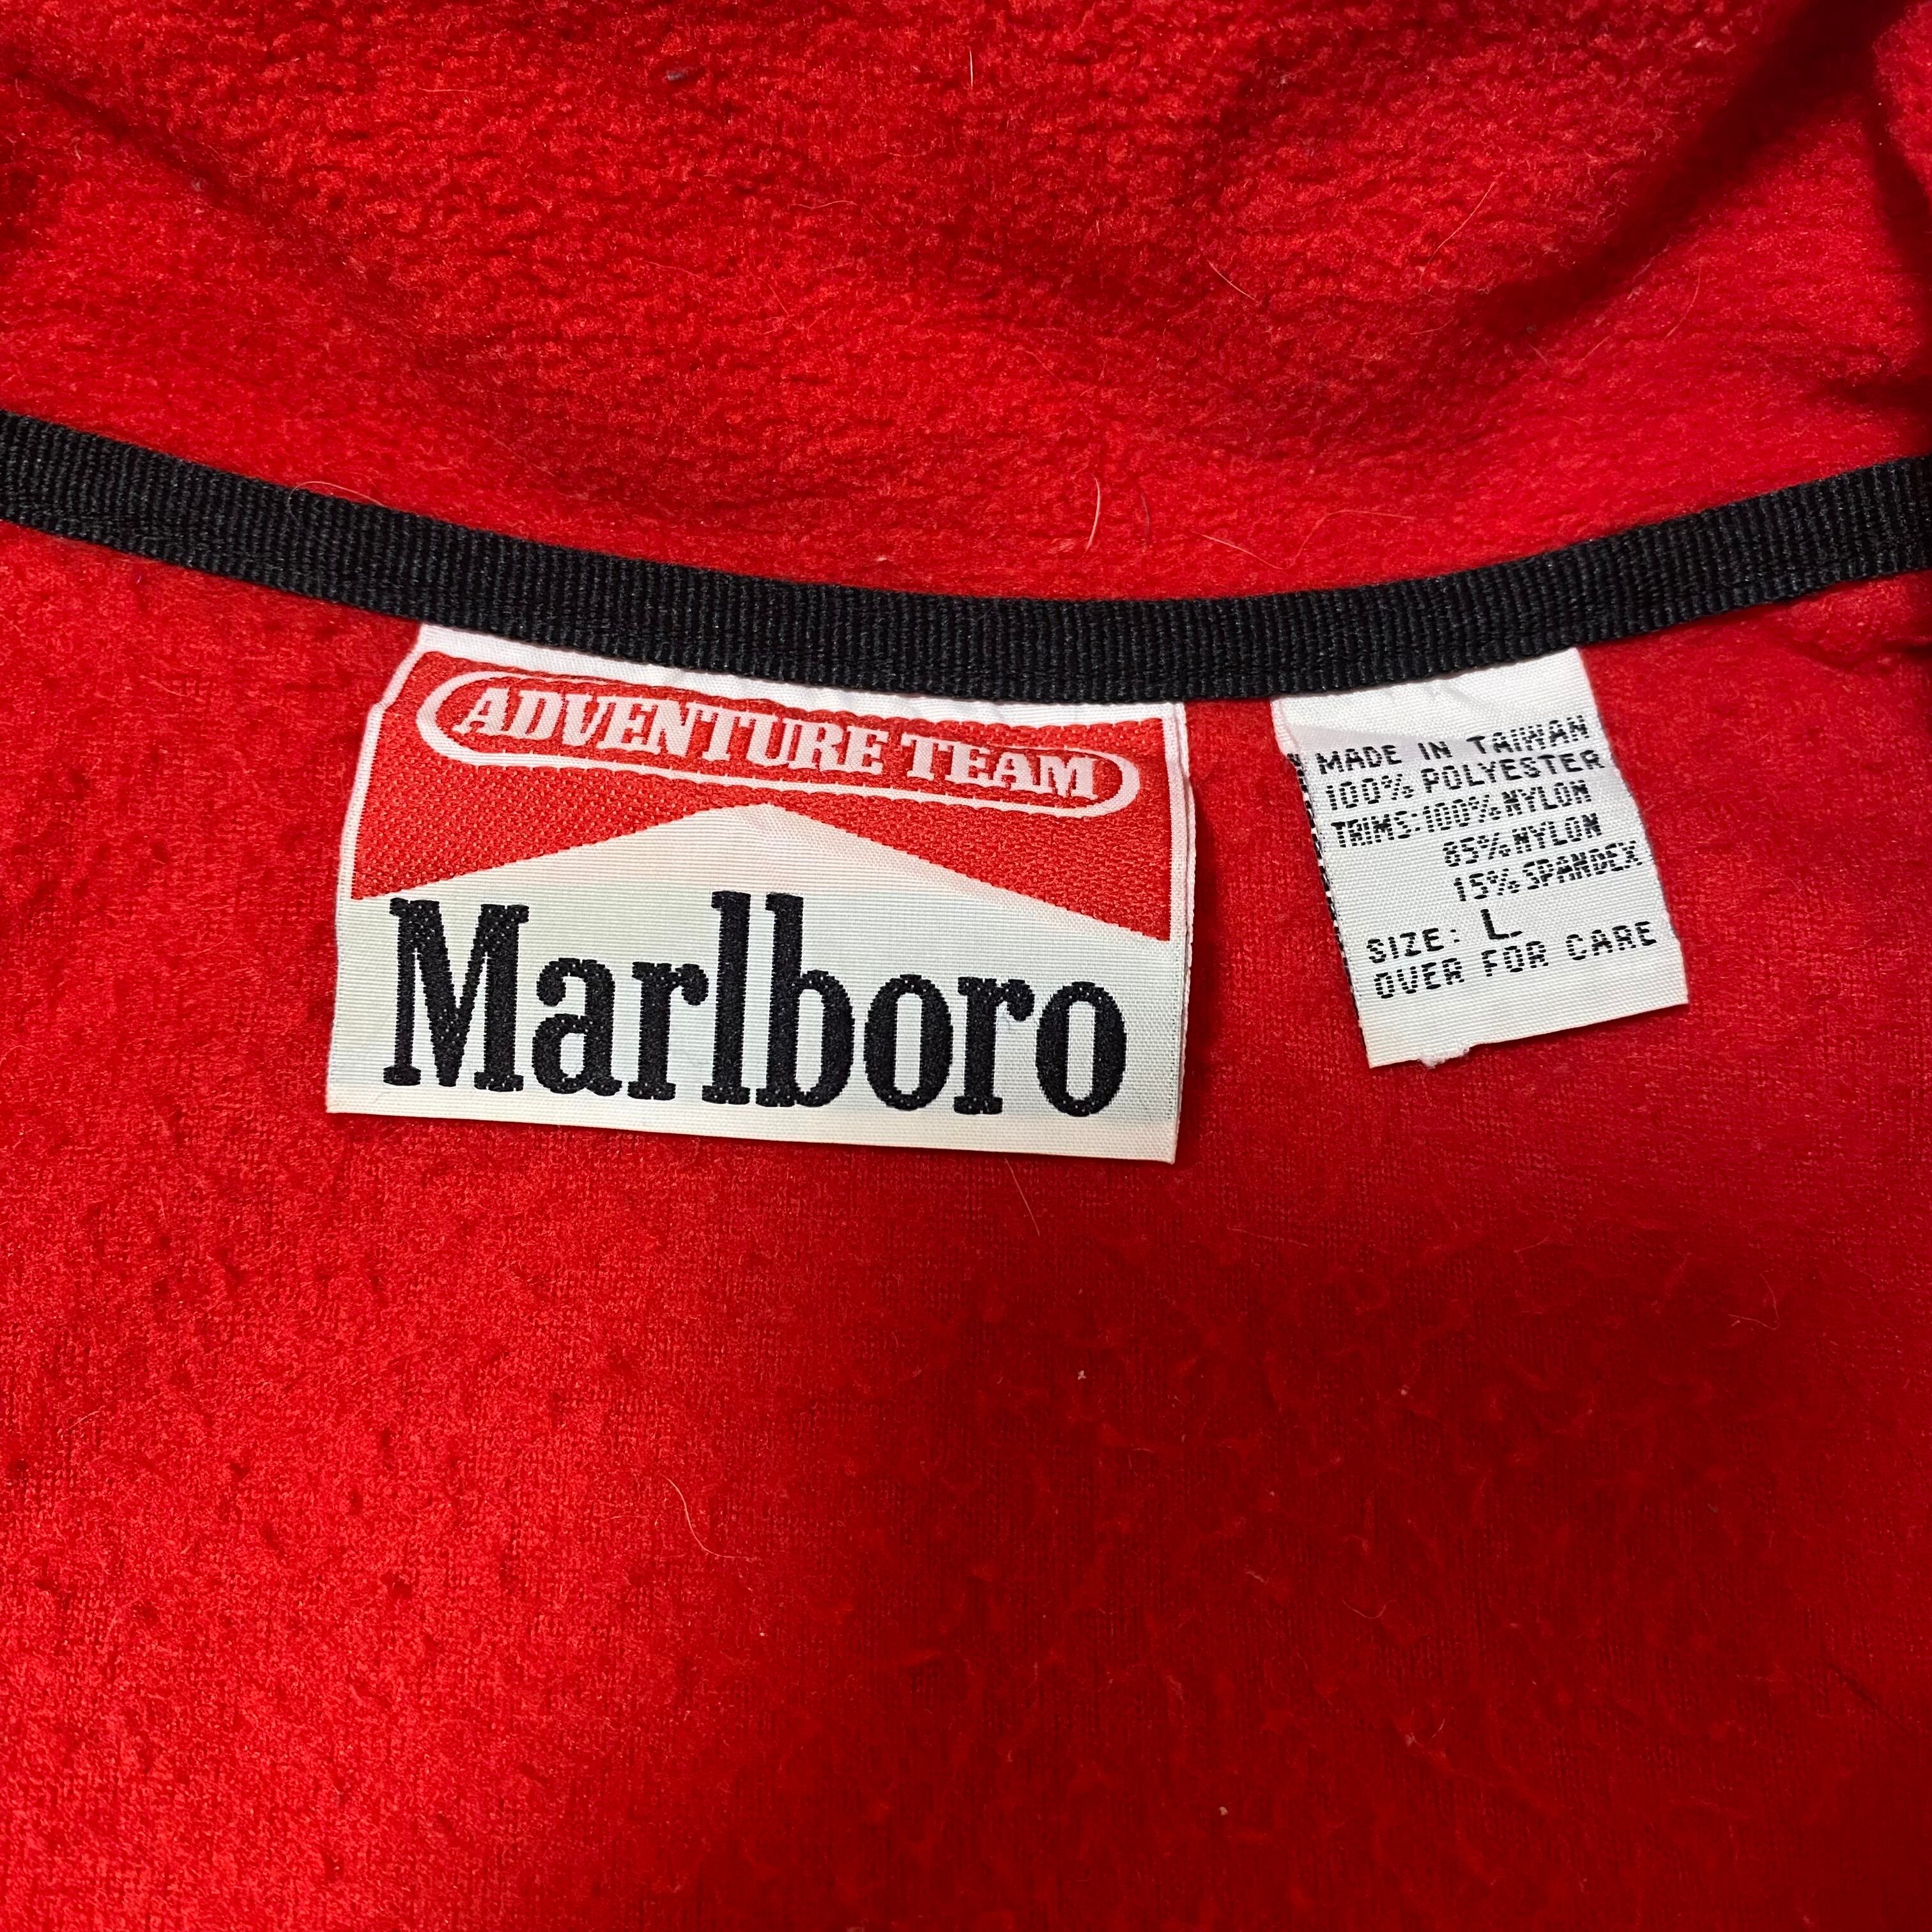 ADVENTURE TEAM
Marlboro
MADE IN TAIWAN
100% POLYESTER
TRIMS:100% NYLON
85% NYLON
15% SPANDEX
SIZE: L
OVER FOR CARE